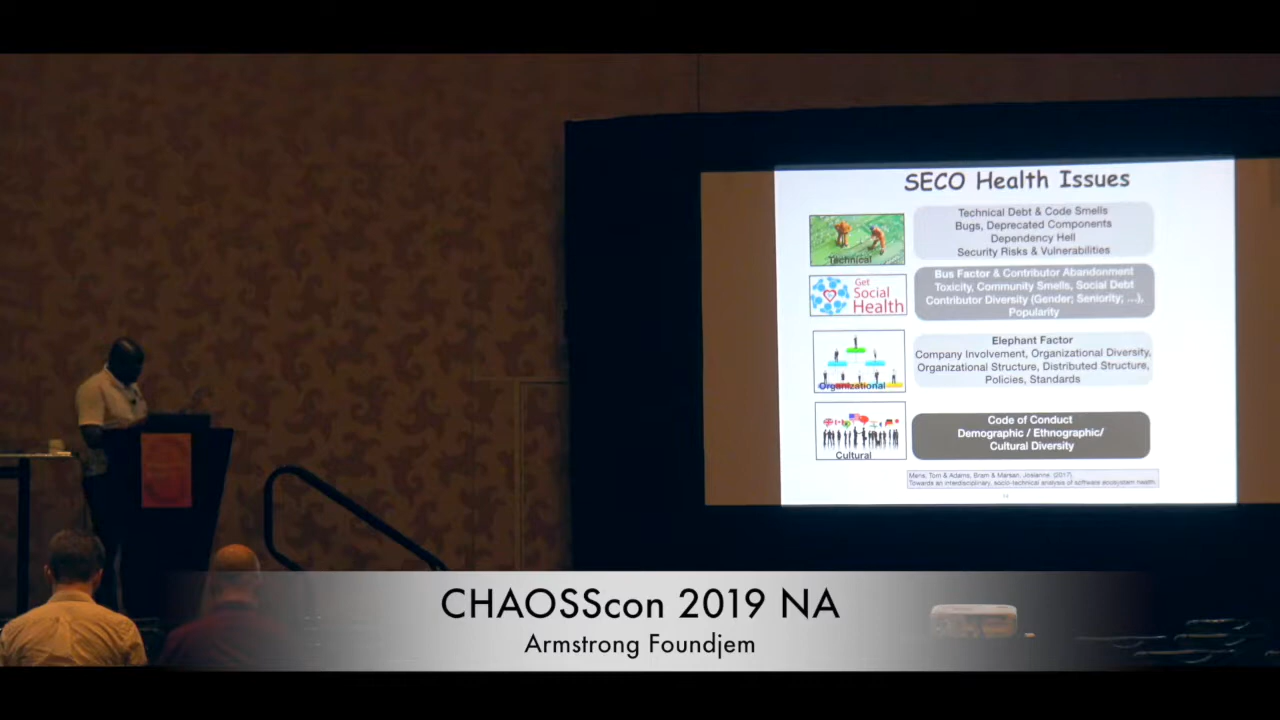 SECO Health Issues
Technical
Technical Debt & Code Smells
Bugs, Deprecated Components
Dependency Hell
Security Risks & Vulnerabilities
Get
Social
Health
Bus Factor & Contributor Abandonment
Toxicity, Community Smells, Social Debt
Contributor Diversity (Gender; Seniority; ...),
Popularity
Organizational
Elephant Factor
Company Involvement, Organizational Diversity,
Organizational Structure, Distributed Structure,
Policies, Standards
Cultural
Code of Conduct
Demographic / Ethnographic/
Cultural Diversity
Mens, Tom & Adams, Bram & Marsan, Josianne. (2017).
Towards an interdisciplinary, socio-technical analysis of software ecosystem health.
CHAOSScon 2019 NA
Armstrong Foundjem